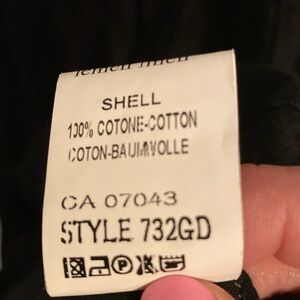 SHELL
100% COTONE-COTTON
COTON-BAUMWOLLE
CA 07043
STYLE 732GD